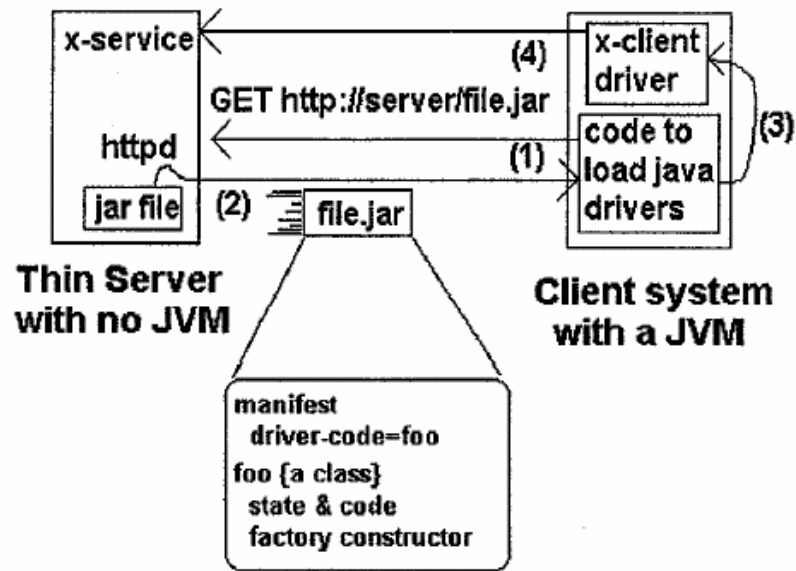 x-service
(4)
x-client
driver
GET http://server/file.jar
httpd
(1)
code to
load java
drivers
(3)
jar file
(2)
file.jar
Thin Server
with no JVM
Client system
with a JVM
manifest
driver-code=foo
foo {a class}
state & code
factory constructor